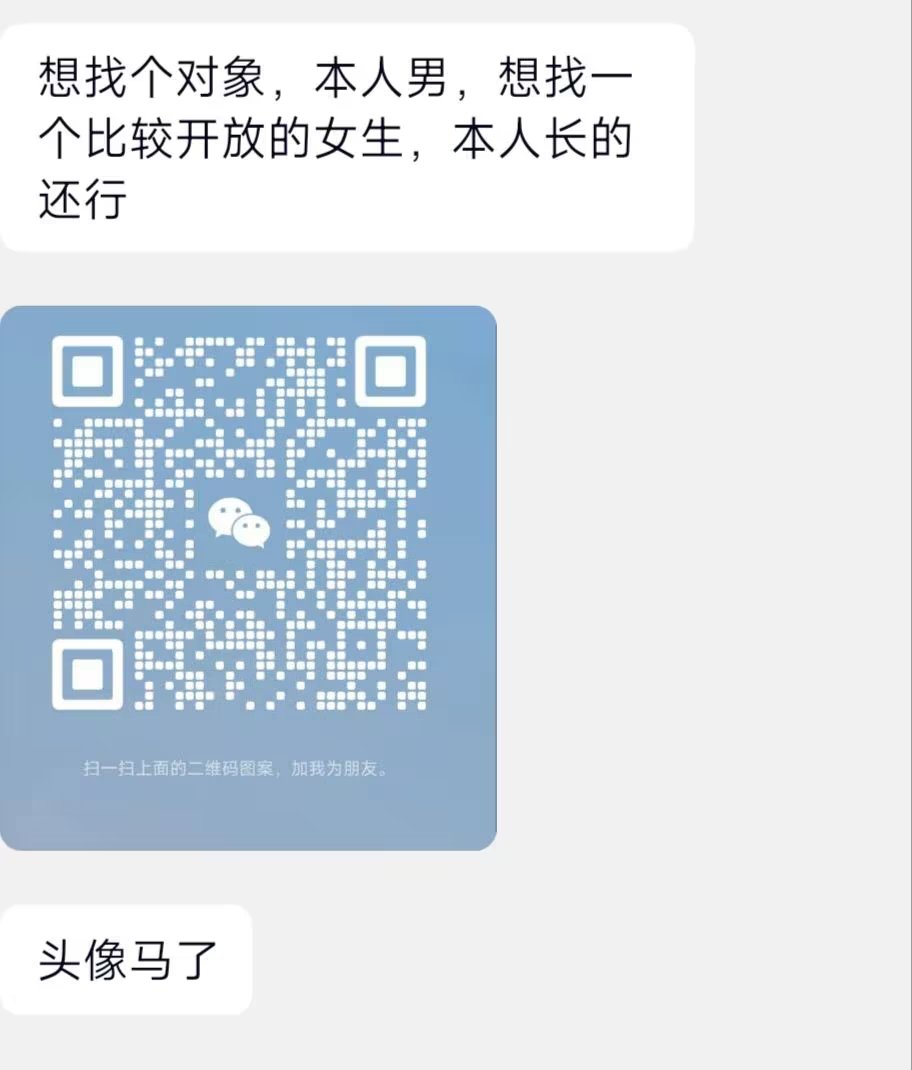 想找个对象，本人男，想找一
个比较开放的女生，本人长的
还行
扫一扫上面的二维码图案，加我为朋友。
头像马了